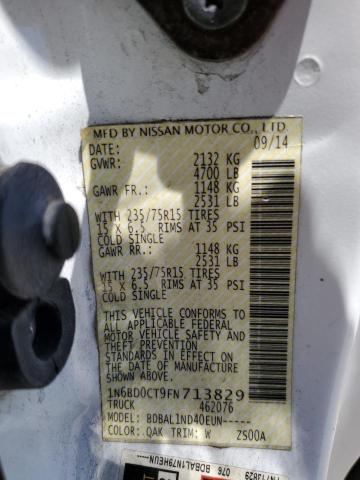 MFD BY NISSAN MOTOR CO., LTD.
DATE: 09/14
GVWR: 2132 KG
4700 LB
GAWR FR.: 1148 KG
2531 LB
WITH 235/75R15 TIRES
15 X 6.5 RIMS AT 35 PSI
COLD SINGLE
GAWR RR.: 1148 KG
2531 LB
WITH 235/75R15 TIRES
15 X 6.5 RIMS AT 35 PSI
COLD SINGLE
THIS VEHICLE CONFORMS TO
ALL APPLICABLE FEDERAL
MOTOR VEHICLE SAFETY AND
THEFT PREVENTION
STANDARDS IN EFFECT ON
THE DATE OF MANUFACTURE
SHOWN ABOVE.
1N6BD0CT9FN713829
TRUCK 462076
MODEL: BDBAL1ND40EUN-----
COLOR: QAK TRIM: W ZS00A
076 BDBAL1N79HEUN